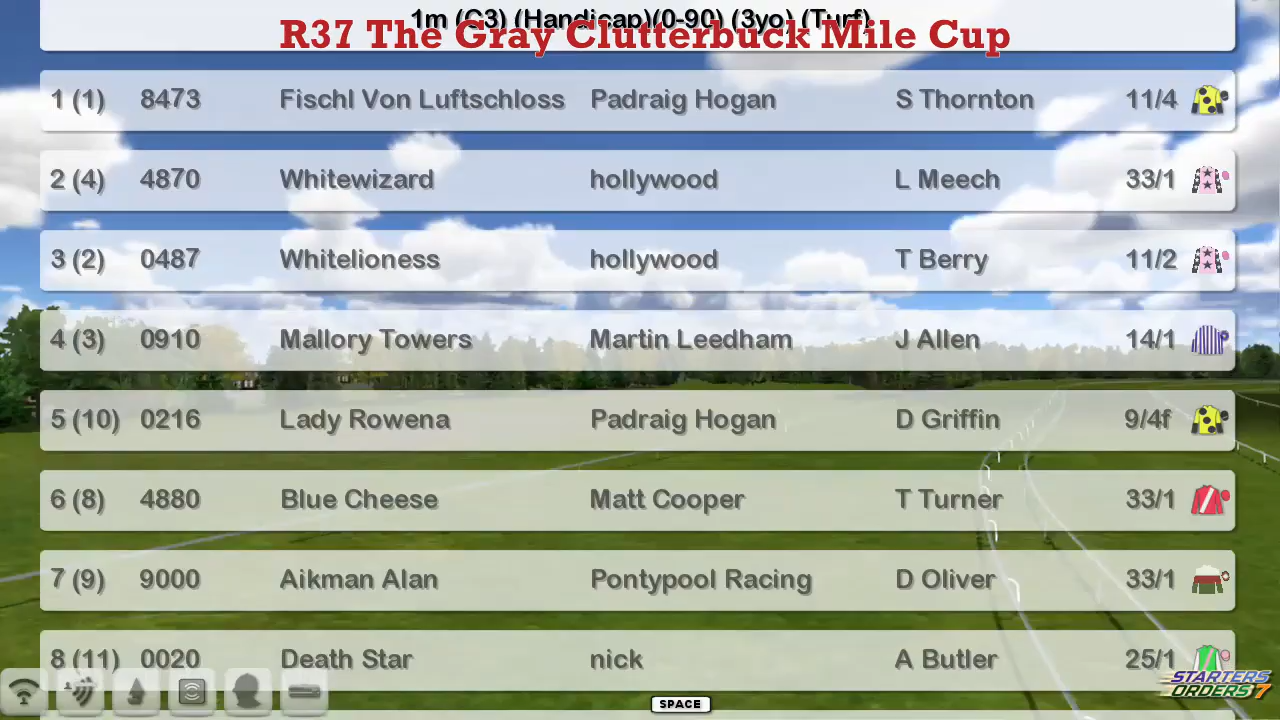 1m (C3) (Handicap)(0-90) (3yo) (Turf)
R37 The Gray Clutterbuck Mile Cup
1 (1) 8473 Fischl Von Luftschloss Padraig Hogan S Thornton 11/4
2 (4) 4870 Whitewizard hollywood L Meech 33/1
3 (2) 0487 Whitelioness hollywood T Berry 11/2
4 (3) 0910 Mallory Towers Martin Leedham J Allen 14/1
5 (10) 0216 Lady Rowena Padraig Hogan D Griffin 9/4f
6 (8) 4880 Blue Cheese Matt Cooper T Turner 33/1
7 (9) 9000 Aikman Alan Pontypool Racing D Oliver 33/1
8 (11) 0020 Death Star nick A Butler 25/1
STARTERS ORDERS 7
SPACE